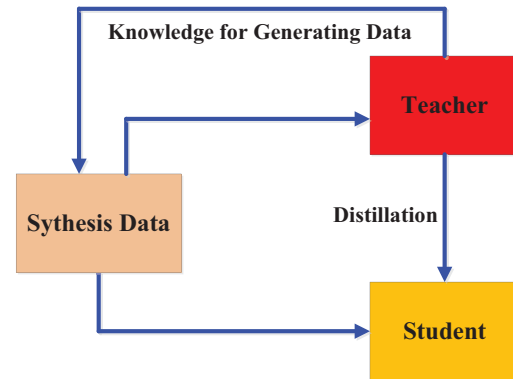 Knowledge for Generating Data
Teacher
Sythesis Data
Distillation
Student